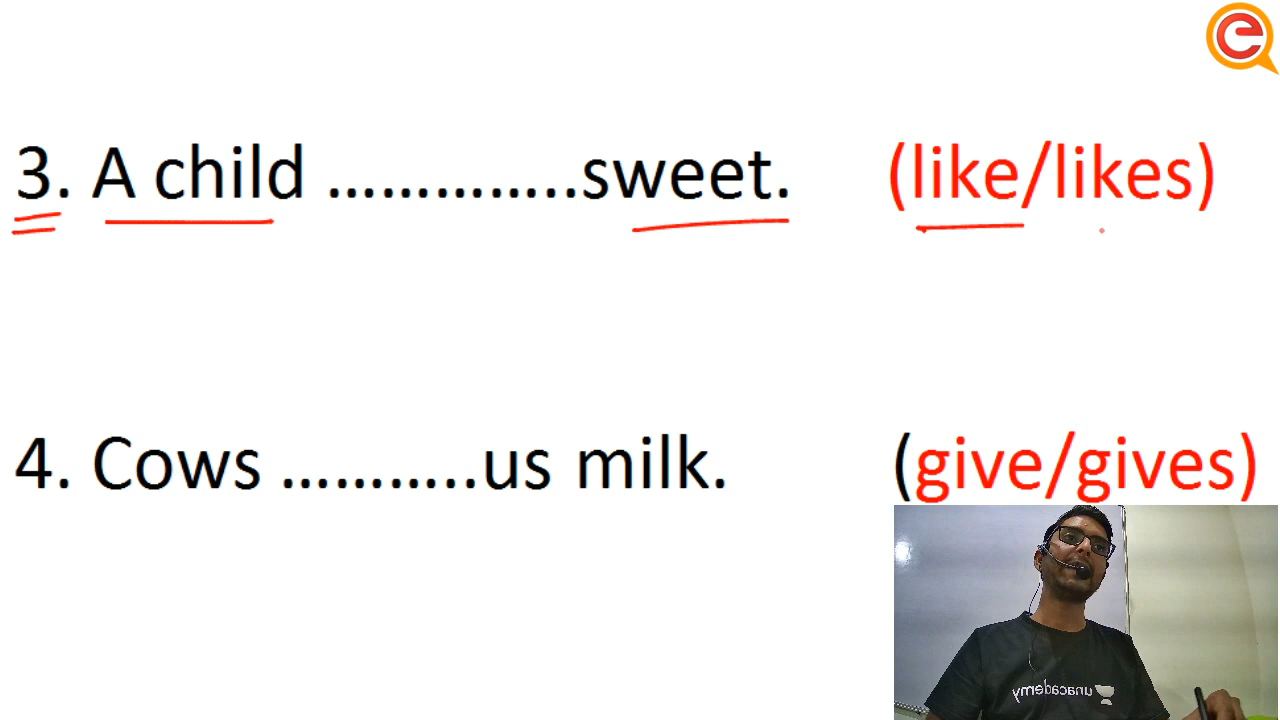 3. A child …………..sweet. (like/likes)
4. Cows ………..us milk. (give/gives)
unacademy